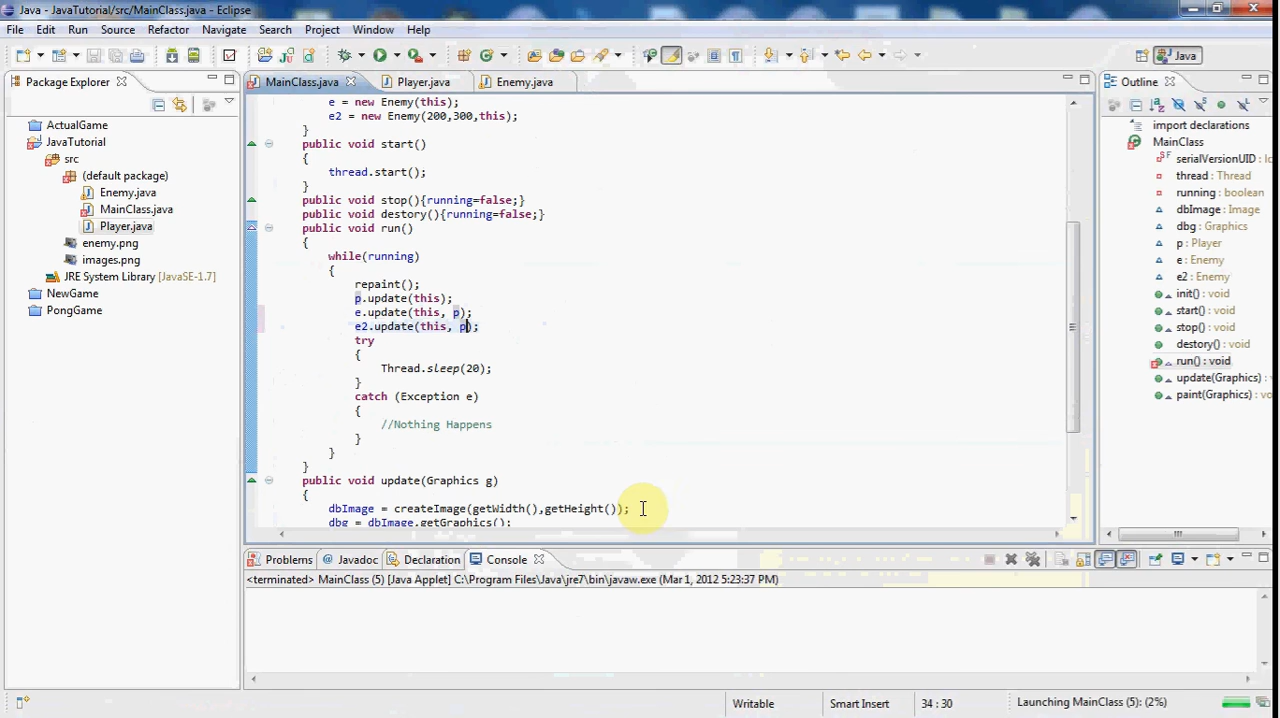 Java - JavaTutorial/src/MainClass.java - Eclipse
File Edit Run Source Refactor Navigate Search Project Window Help
Java
Package Explorer
MainClass.java Player.java Enemy.java
Outline
ActualGame
JavaTutorial
src
(default package)
Enemy.java
MainClass.java
Player.java
enemy.png
images.png
JRE System Library [JavaSE-1.7]
NewGame
PongGame
e = new Enemy(this);
e2 = new Enemy(200,300,this);
}
public void start()
{
thread.start();
}
public void stop(){running=false;}
public void destory(){running=false;}
public void run()
{
while(running)
{
repaint();
p.update(this);
e.update(this, p);
e2.update(this, p);
try
{
Thread.sleep(20);
}
catch (Exception e)
{
//Nothing Happens
}
}
}
public void update(Graphics g)
{
dbImage = createImage(getWidth(),getHeight());
dbg = dbImage.getGraphics();
import declarations
MainClass
serialVersionUID : lo
thread : Thread
running : boolean
dbImage : Image
dbg : Graphics
p : Player
e : Enemy
e2 : Enemy
init() : void
start() : void
stop() : void
destory() : void
run() : void
update(Graphics) :
paint(Graphics) : vo
Problems Javadoc Declaration Console
<terminated> MainClass (5) [Java Applet] C:\Program Files\Java\jre7\bin\javaw.exe (Mar 1, 2012 5:23:37 PM)
Writable Smart Insert 34 : 30 Launching MainClass (5): (2%)